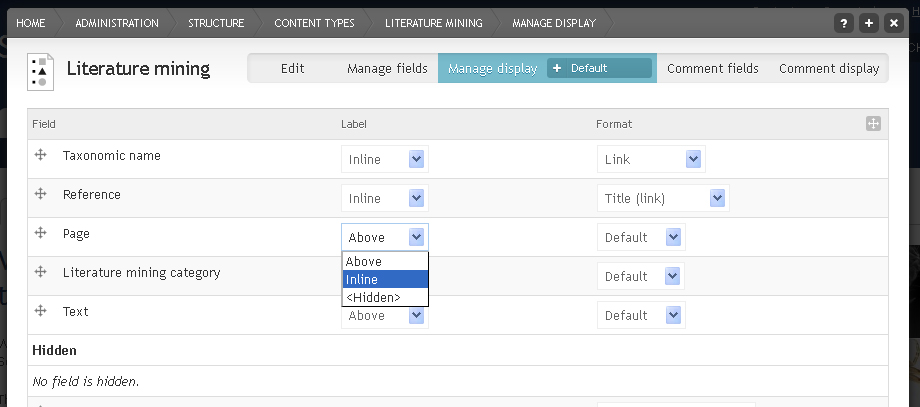 HOME ADMINISTRATION STRUCTURE CONTENT TYPES LITERATURE MINING MANAGE DISPLAY ? + ×
Literature mining Edit Manage fields Manage display + Default Comment fields Comment display
Field Label Format
Taxonomic name Inline Link
Reference Inline Title (link)
Page Above Default
Above
Literature mining category Inline Default
<Hidden>
Text Above Default
Hidden
No field is hidden.